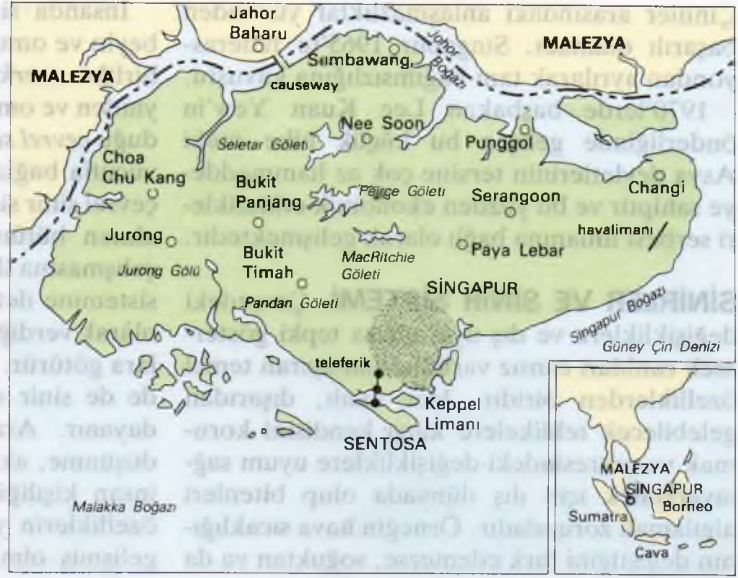 Jahor
Baharu
MALEZYA
MALEZYA
Johor
Boğazı
Sumbawang
causeway
Nee Soon
Punggol
Seletar Göleti
Choa
Chu Kang
Bukit
Panjang
Peirce Göleti
Serangoon
Changi
havalimanı
Jurong
Jurong Gölü
Bukit
Timah
MacRitchie
Göleti
Paya Lebar
Pandan Göleti
SİNGAPUR
Singapur Boğazı
Güney Çin Denizi
teleferik
Keppel
Limanı
SENTOSA
Malakka Boğazı
MALEZYA
SİNGAPUR
Borneo
Sumatra
Cava